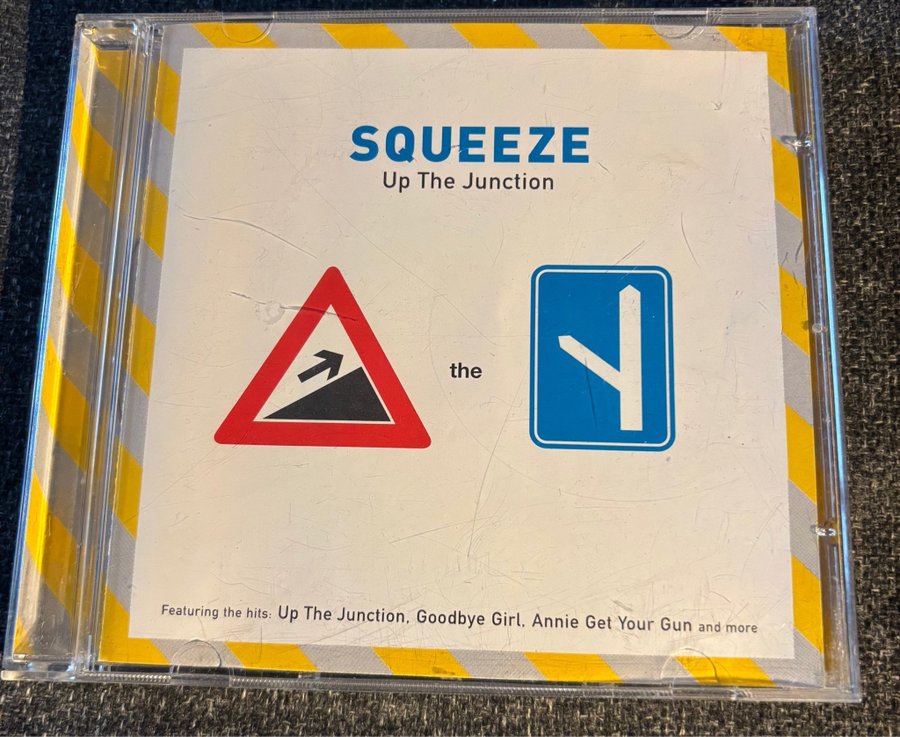 SQUEEZE
Up The Junction
the
Featuring the hits: Up The Junction, Goodbye Girl, Annie Get Your Gun and more